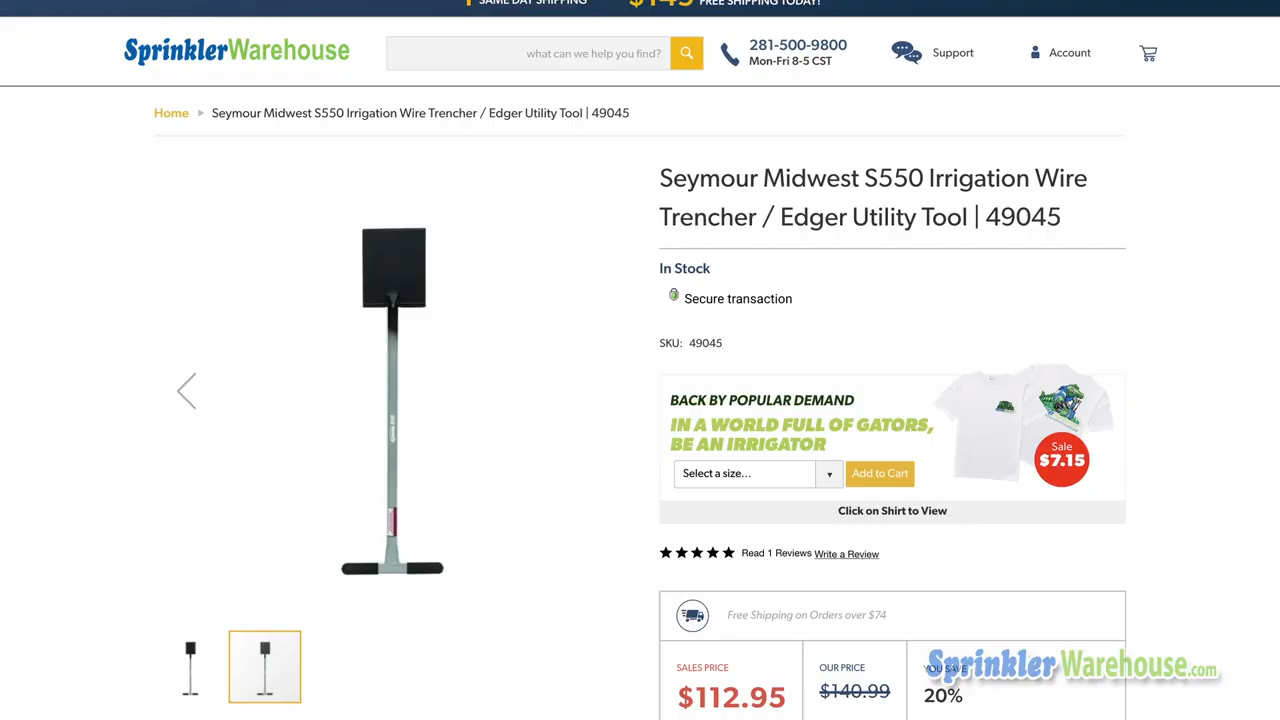 SAME DAY SHIPPING
$145 FREE SHIPPING TODAY!
SprinklerWarehouse
what can we help you find?
281-500-9800
Mon-Fri 8-5 CST
Support
Account
Home
Seymour Midwest S550 Irrigation Wire Trencher / Edger Utility Tool | 49045
Seymour Midwest S550 Irrigation Wire
Trencher / Edger Utility Tool | 49045
In Stock
Secure transaction
SKU: 49045
BACK BY POPULAR DEMAND
IN A WORLD FULL OF GATORS,
BE AN IRRIGATOR
Sale
$7.15
Select a size...
Add to Cart
Click on Shirt to View
Read 1 Reviews Write a Review
Free Shipping on Orders over $74
SALES PRICE
$112.95
OUR PRICE
$140.99
YOU SAVE
20%
SprinklerWarehouse.com